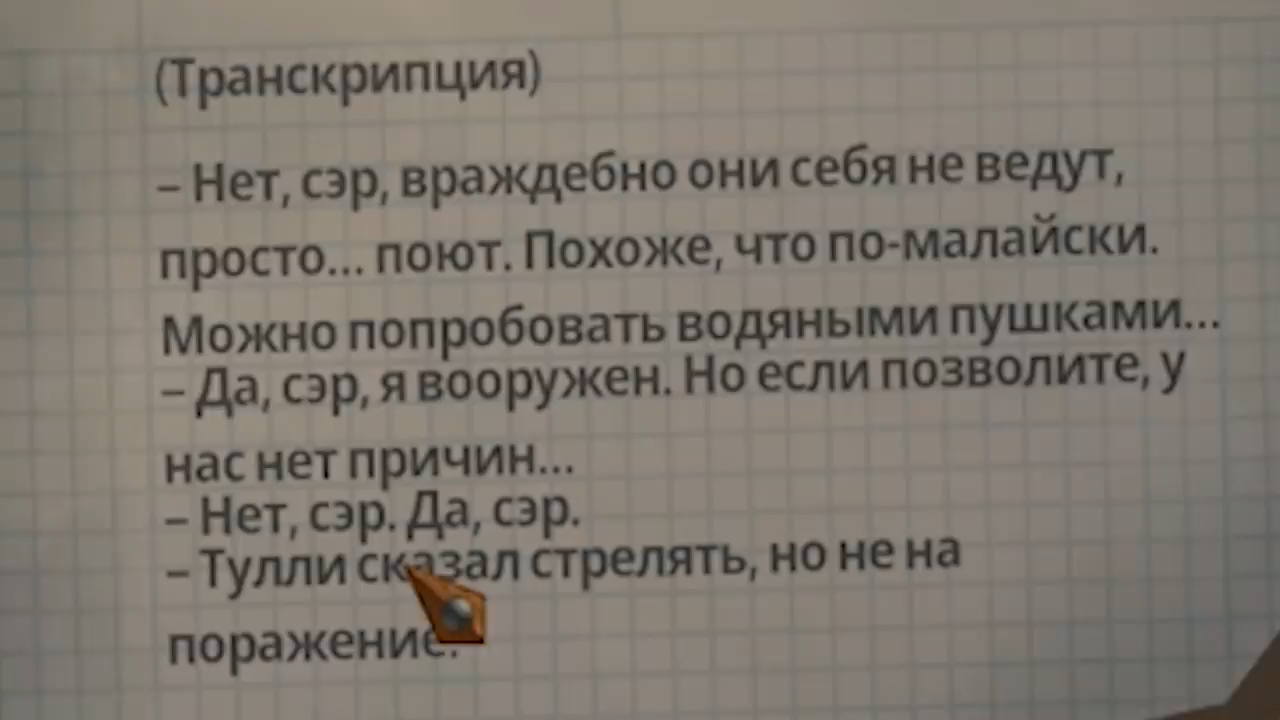 (Транскрипция)
– Нет, сэр, враждебно они себя не ведут,
просто... поют. Похоже, что по-малайски.
Можно попробовать водяными пушками...
– Да, сэр, я вооружен. Но если позволите, у
нас нет причин...
– Нет, сэр. Да, сэр.
– Тулли сказал стрелять, но не на
поражение.